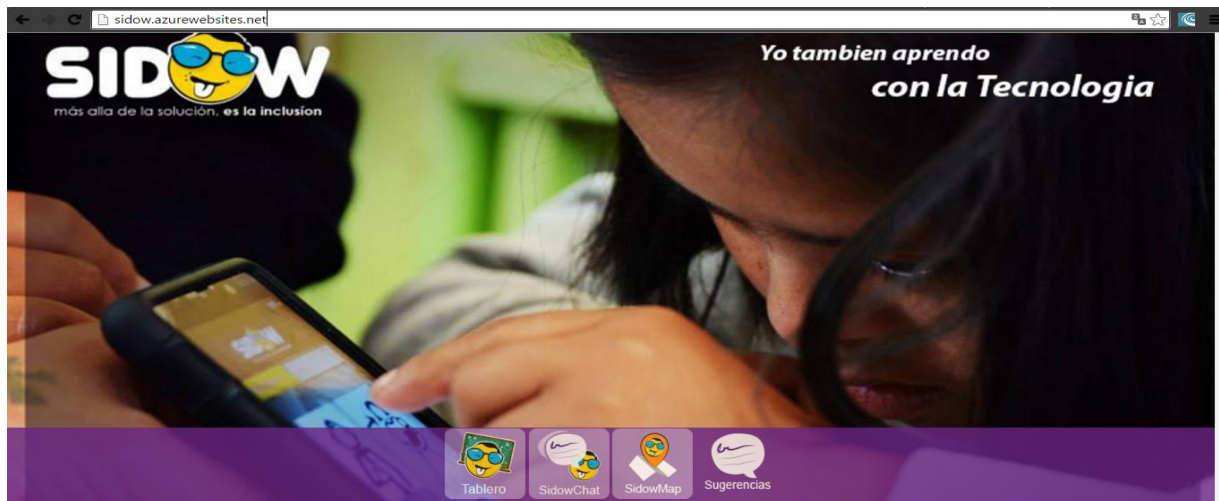 sidow.azurewebsites.net
SIDOW
más alla de la solución, es la inclusíon
Yo tambien aprendo
con la Tecnologia
Tablero
SidowChat
SidowMap
Sugerencias